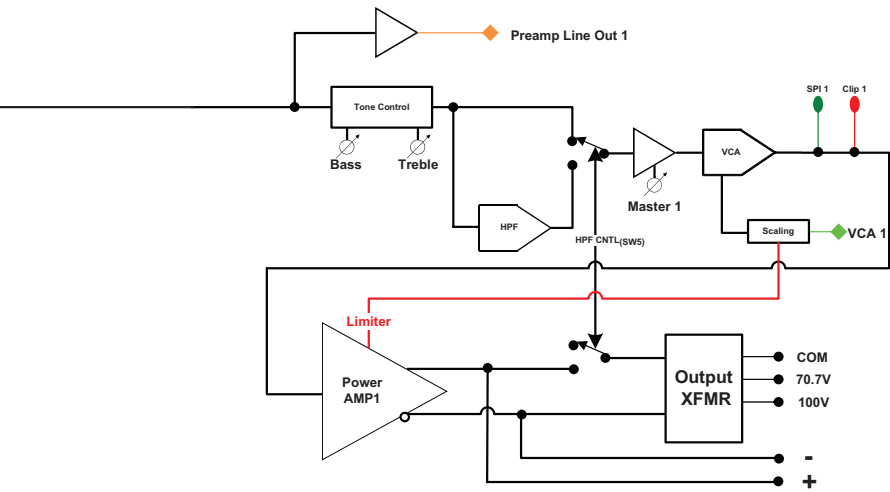 Preamp Line Out 1
SPI 1
Clip 1
Tone Control
Bass
Treble
VCA
Master 1
HPF
HPF CNTL(SW5)
Scaling
VCA 1
Limiter
Power
AMP1
Output
XFMR
COM
70.7V
100V
-
+